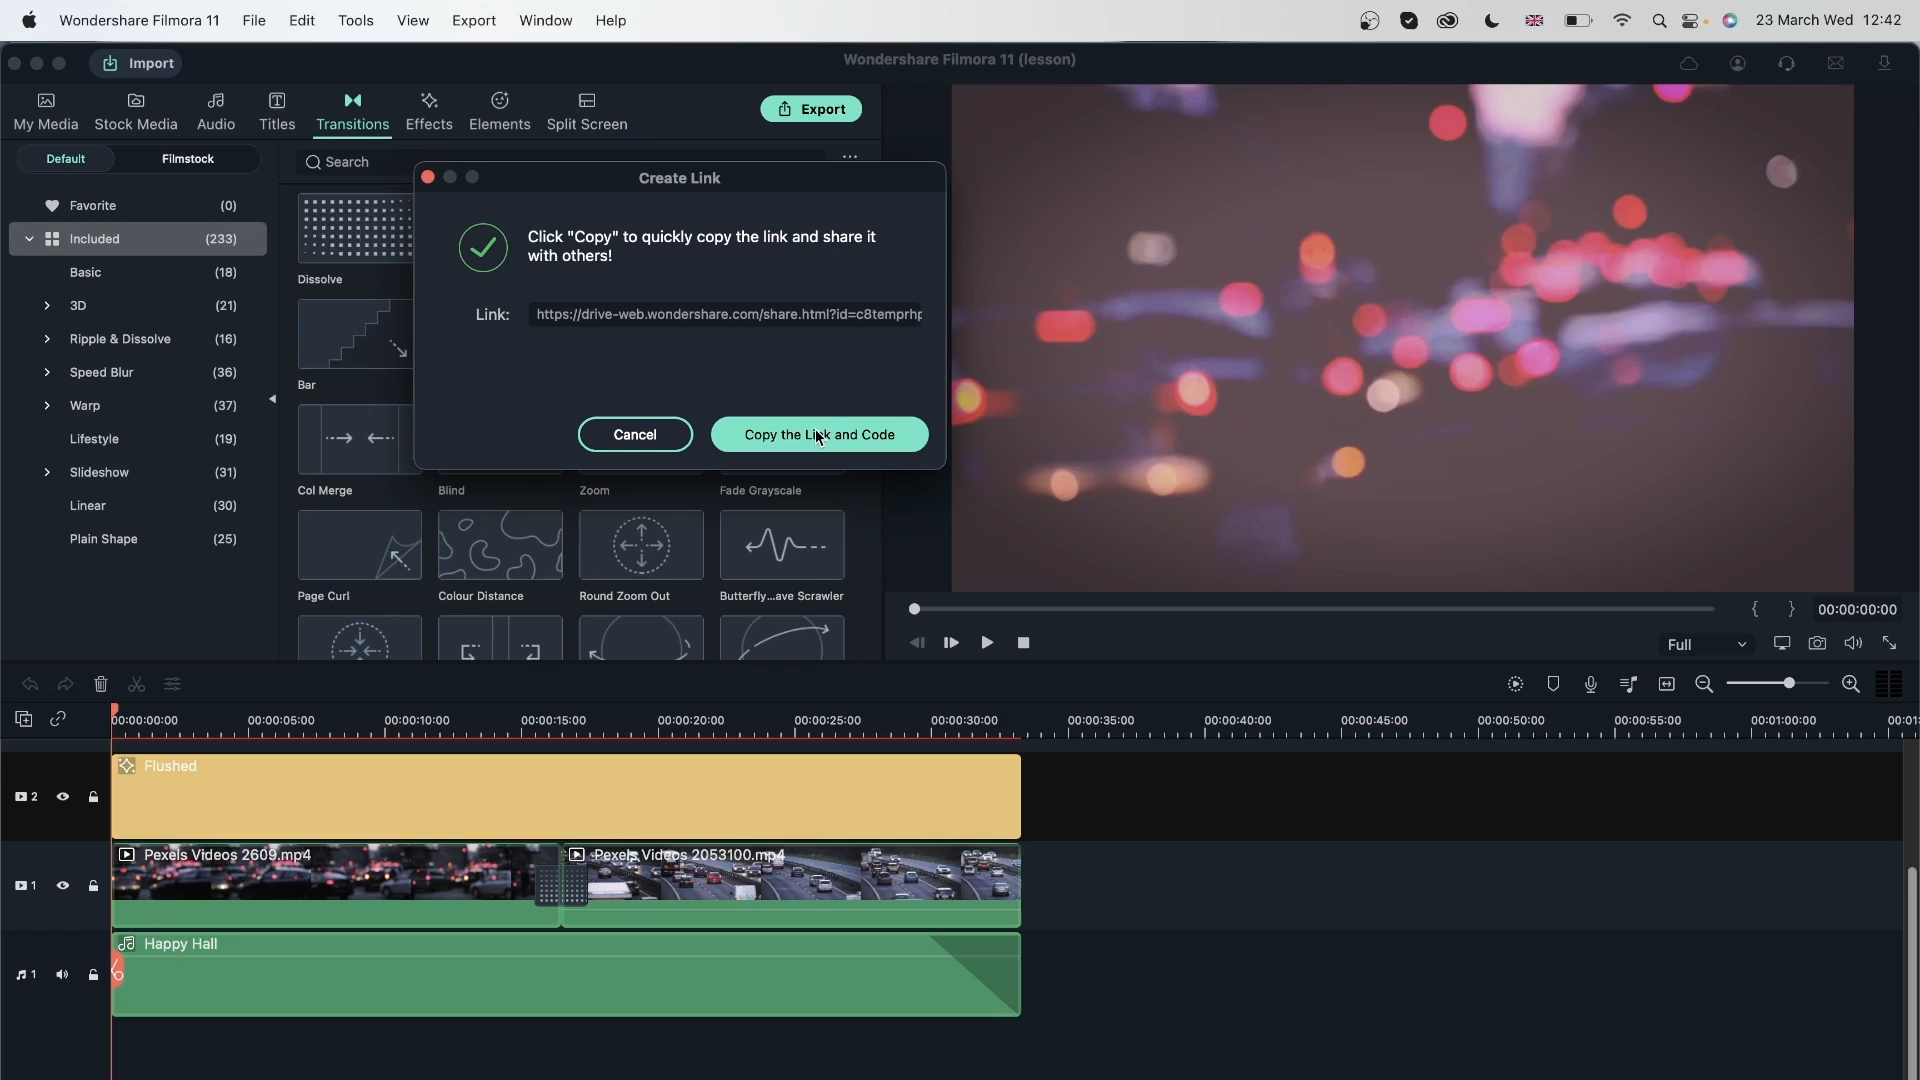 Wondershare Filmora 11 File Edit Tools View Export Window Help
23 March Wed 12:42
Import
Wondershare Filmora 11 (lesson)
My Media Stock Media Audio Titles Transitions Effects Elements Split Screen
Export
Default Filmstock
Search
Favorite (0)
Included (233)
Basic (18)
3D (21)
Ripple & Dissolve (16)
Speed Blur (36)
Warp (37)
Lifestyle (19)
Slideshow (31)
Linear (30)
Plain Shape (25)
Dissolve
Bar
Col Merge Blind Zoom Fade Grayscale
Page Curl Colour Distance Round Zoom Out Butterfly...ave Scrawler
Create Link
Click "Copy" to quickly copy the link and share it
with others!
Link: https://drive-web.wondershare.com/share.html?id=c8temprhp
Cancel Copy the Link and Code
{ } 00:00:00:00
Full
00:00:00:00 00:00:05:00 00:00:10:00 00:00:15:00 00:00:20:00 00:00:25:00 00:00:30:00 00:00:35:00 00:00:40:00 00:00:45:00 00:00:50:00 00:00:55:00 00:01:00:00 00:01:
2 Flushed
1 Pexels Videos 2609.mp4 Pexels Videos 2053100.mp4
1 Happy Hall